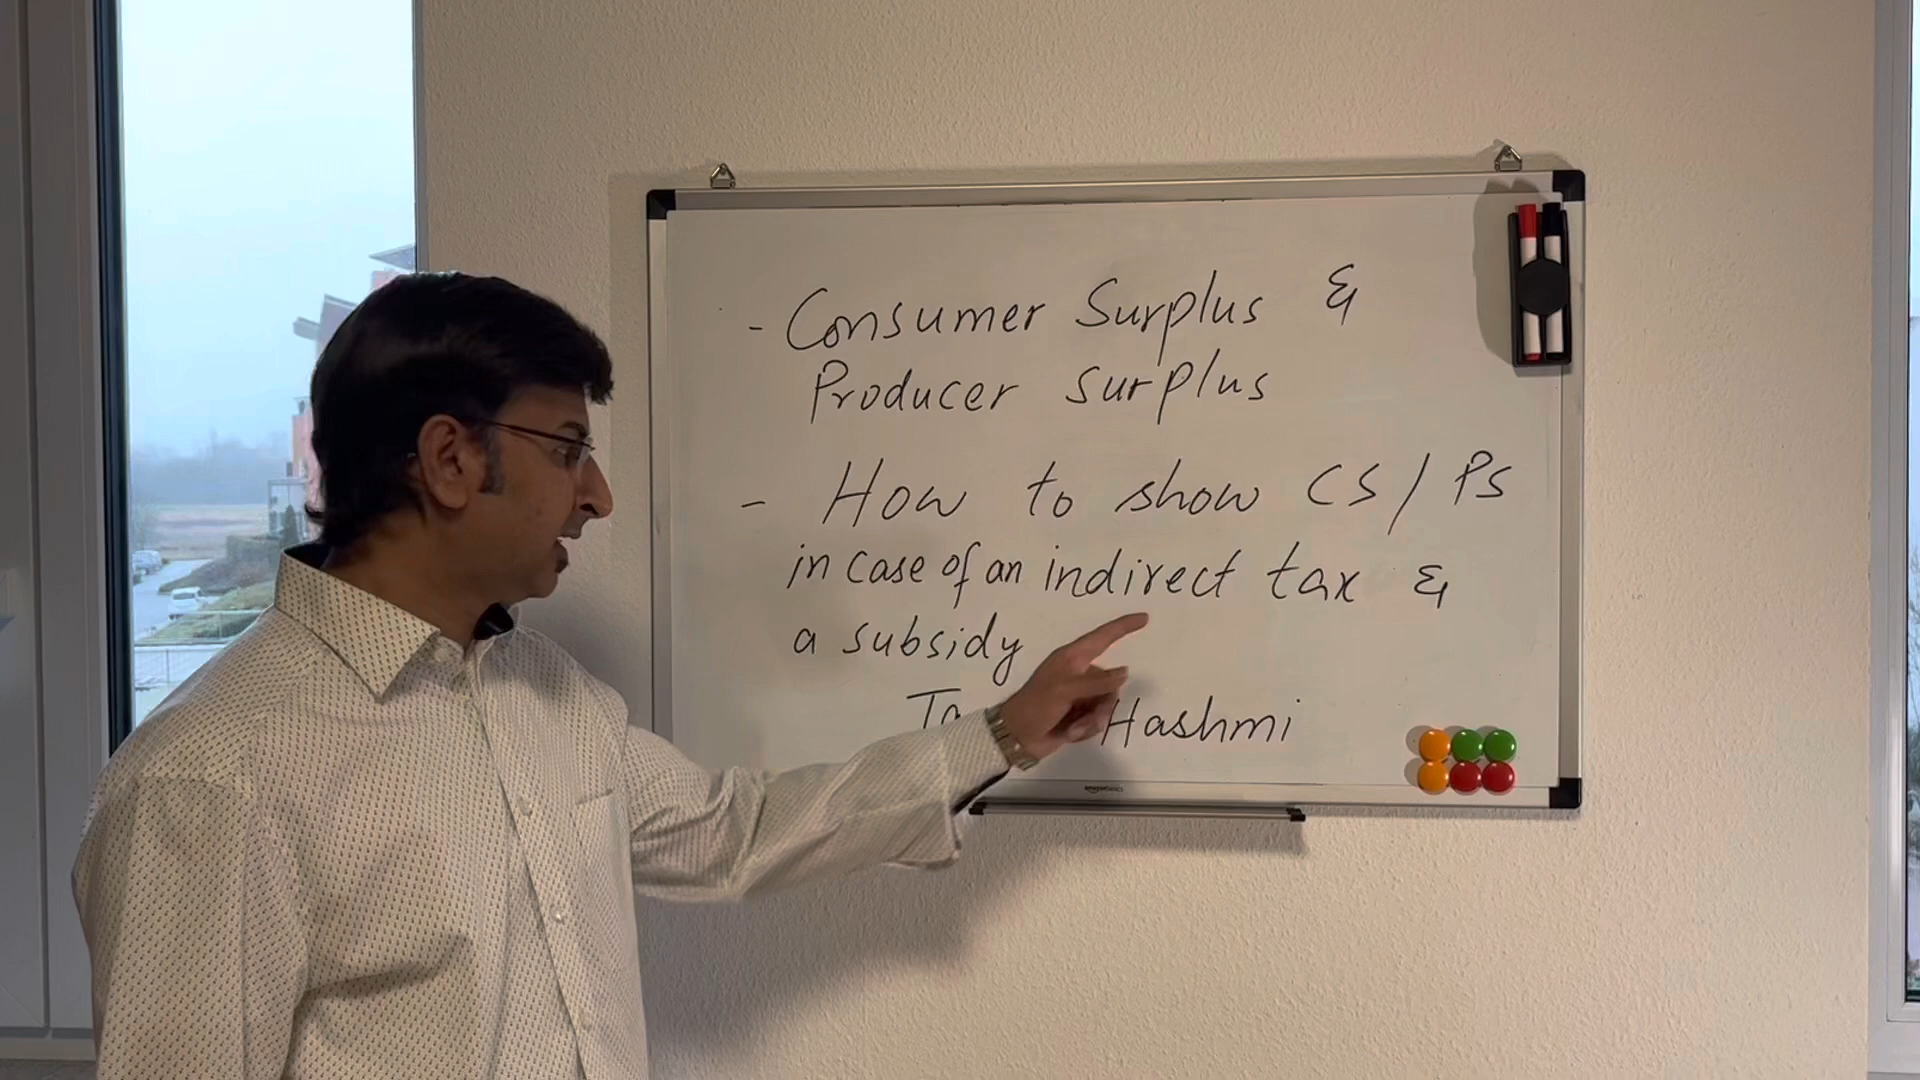 - Consumer Surplus &
Producer surplus
- How to show CS / PS
in case of an indirect tax &
a subsidy
Hashmi